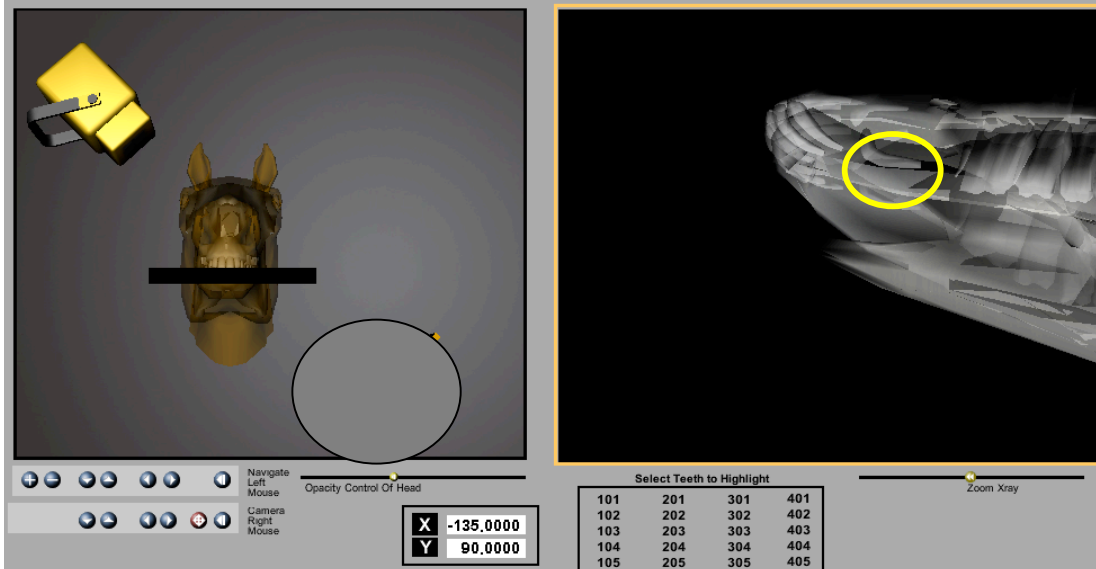 Navigate
Left
Mouse
Opacity Control Of Head
Camera
Right
Mouse
X -135.0000
Y 90.0000
Select Teeth to Highlight
101 201 301 401
102 202 302 402
103 203 303 403
104 204 304 404
105 205 305 405
Zoom Xray